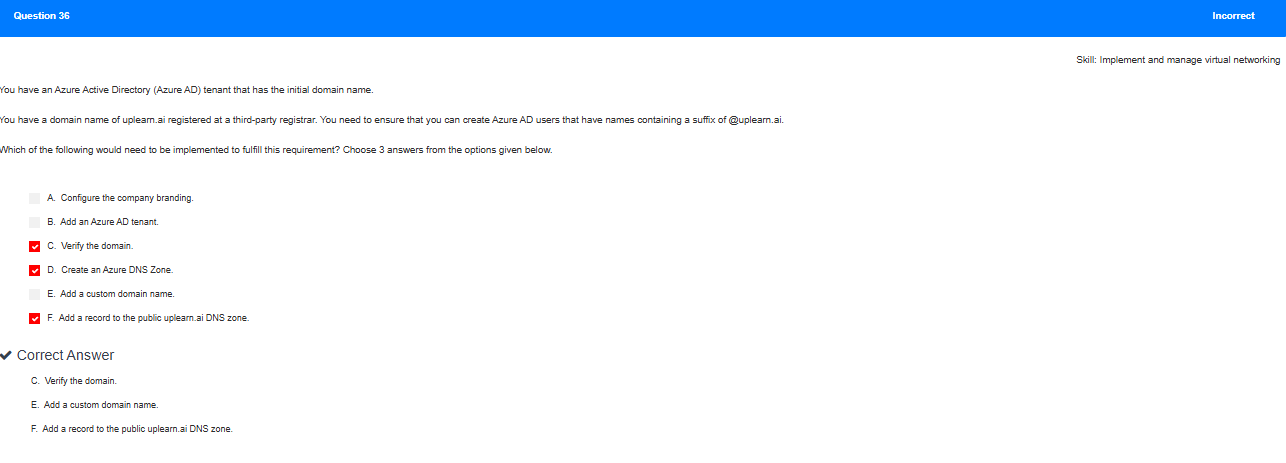 Question 36
Incorrect
Skill: Implement and manage virtual networking
You have an Azure Active Directory (Azure AD) tenant that has the initial domain name.
You have a domain name of uplearn.ai registered at a third-party registrar. You need to ensure that you can create Azure AD users that have names containing a suffix of @uplearn.ai.
Which of the following would need to be implemented to fulfill this requirement? Choose 3 answers from the options given below.
A. Configure the company branding.
B. Add an Azure AD tenant.
C. Verify the domain.
D. Create an Azure DNS Zone.
E. Add a custom domain name.
F. Add a record to the public uplearn.ai DNS zone.
Correct Answer
C. Verify the domain.
E. Add a custom domain name.
F. Add a record to the public uplearn.ai DNS zone.